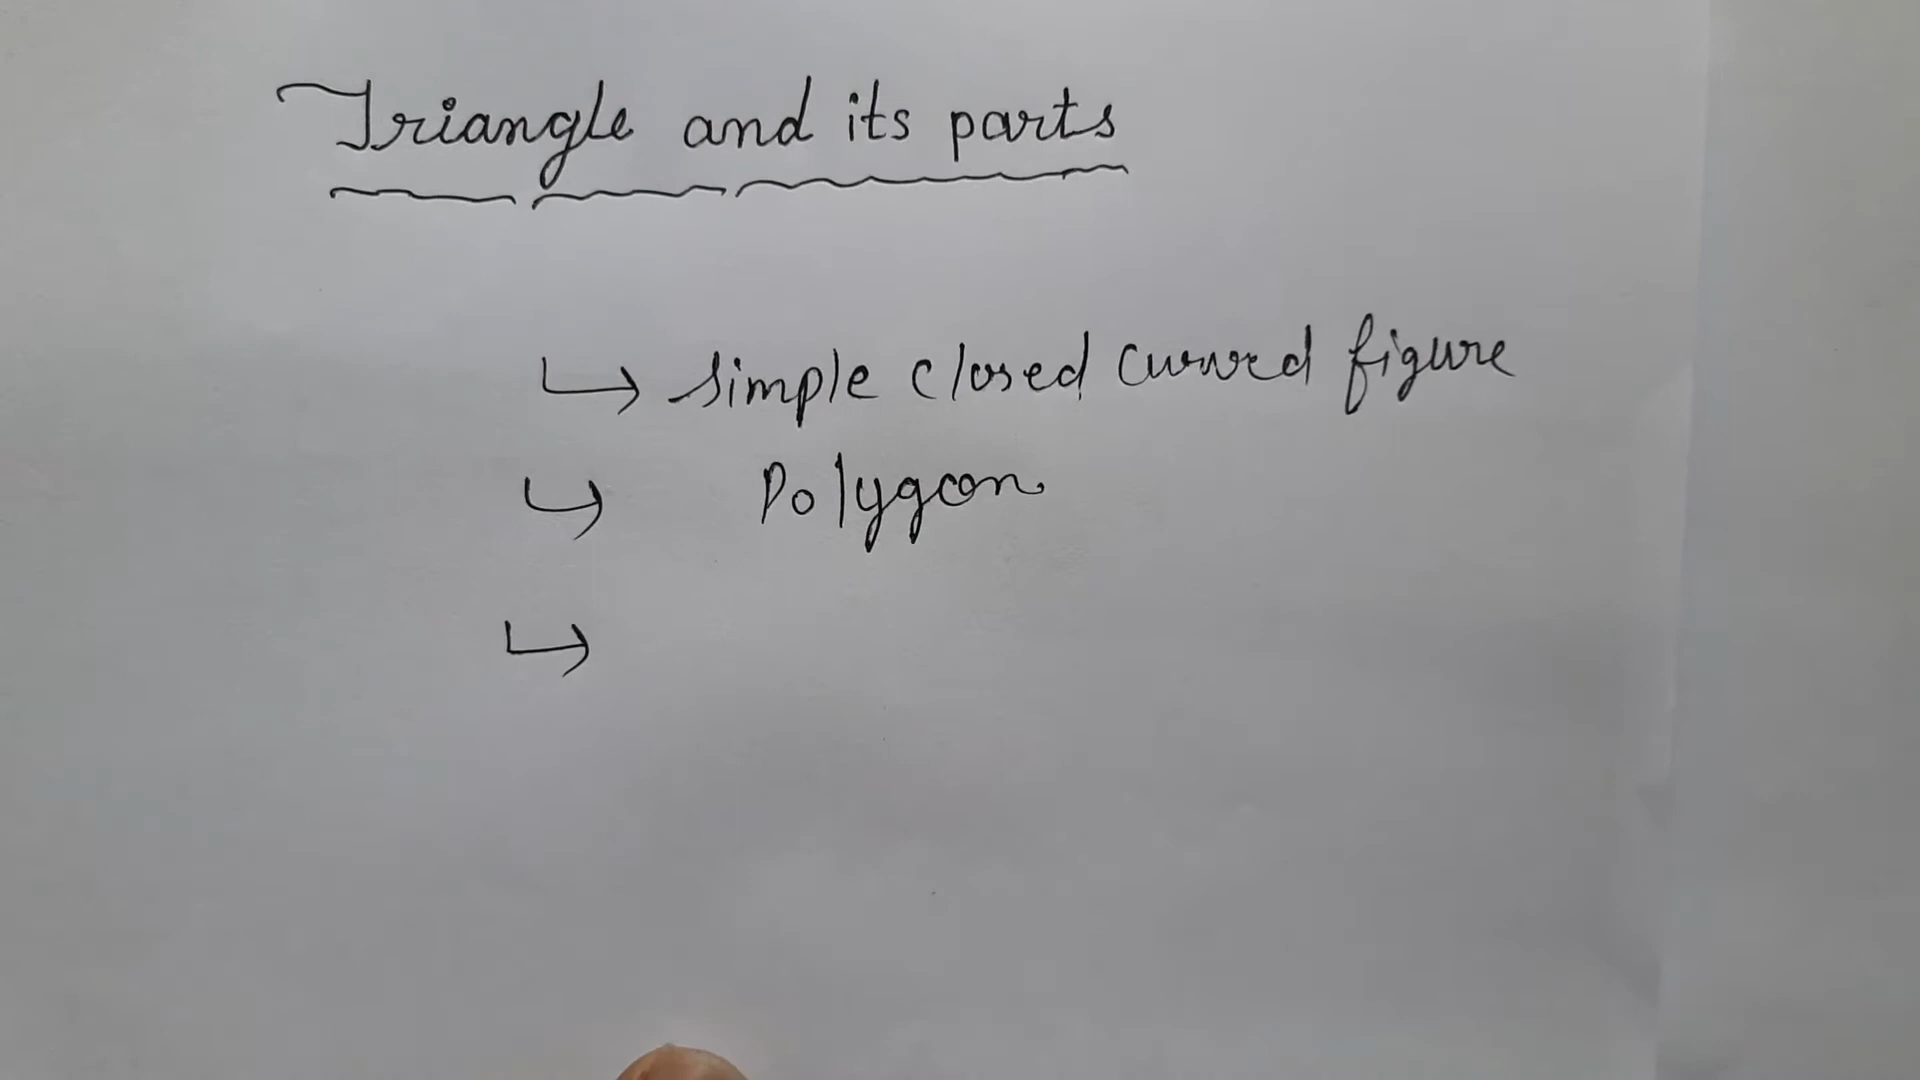 Triangle and its parts
↳ Simple closed curved figure
↳ Polygon
↳